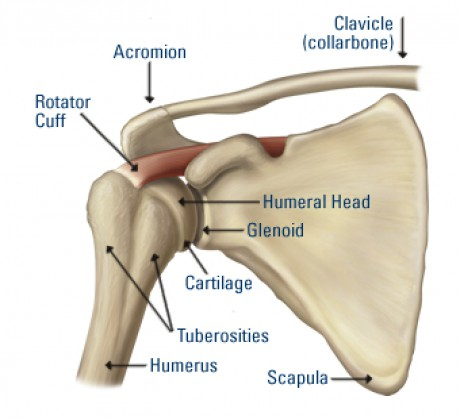 Clavicle
(collarbone)
Acromion
Rotator
Cuff
Humeral Head
Glenoid
Cartilage
Tuberosities
Humerus
Scapula